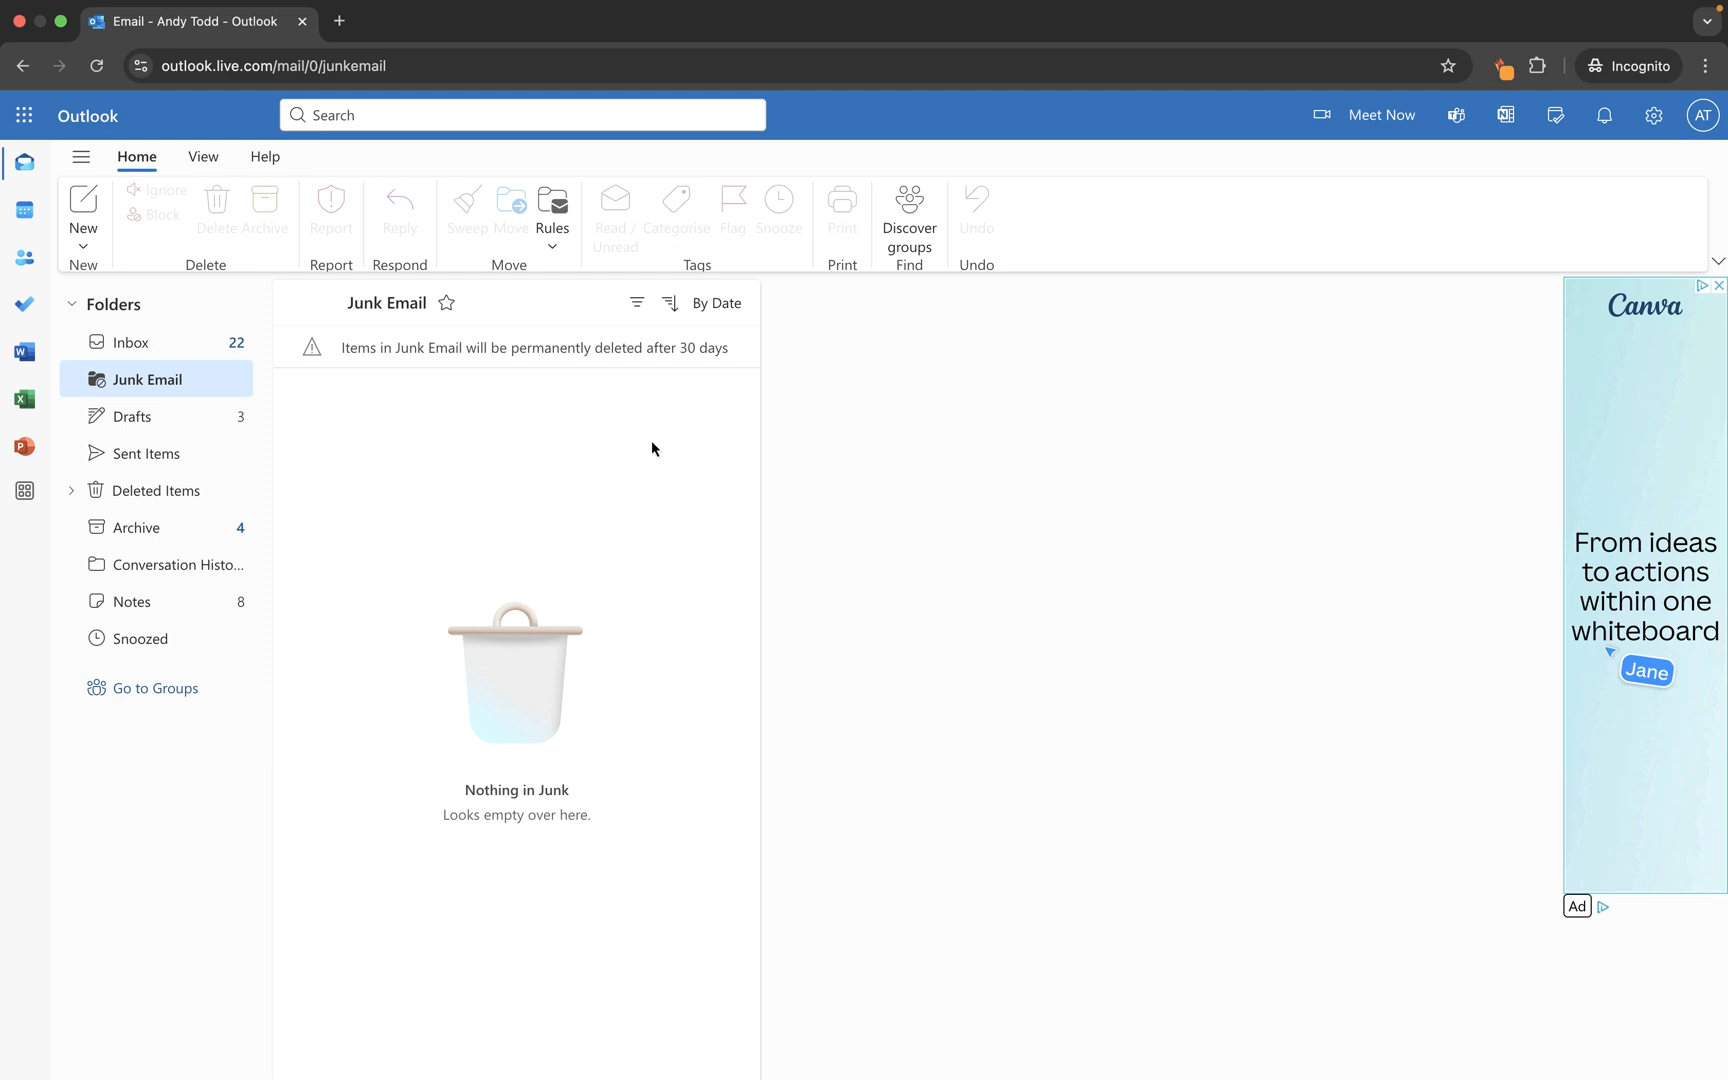 Email - Andy Todd - Outlook
outlook.live.com/mail/0/junkemail
Incognito
Outlook
Search
Meet Now
AT
Home View Help
New
Ignore
Block
Delete
Archive
Report
Reply
Sweep
Move
Rules
Read / Unread
Categorise
Flag
Snooze
Print
Discover groups
Undo
New
Delete
Report
Respond
Move
Tags
Print
Find
Undo
Folders
Inbox 22
Junk Email
Drafts 3
Sent Items
Deleted Items
Archive 4
Conversation Histo...
Notes 8
Snoozed
Go to Groups
Junk Email
By Date
Items in Junk Email will be permanently deleted after 30 days
Nothing in Junk
Looks empty over here.
Canva
From ideas
to actions
within one
whiteboard
Jane
Ad